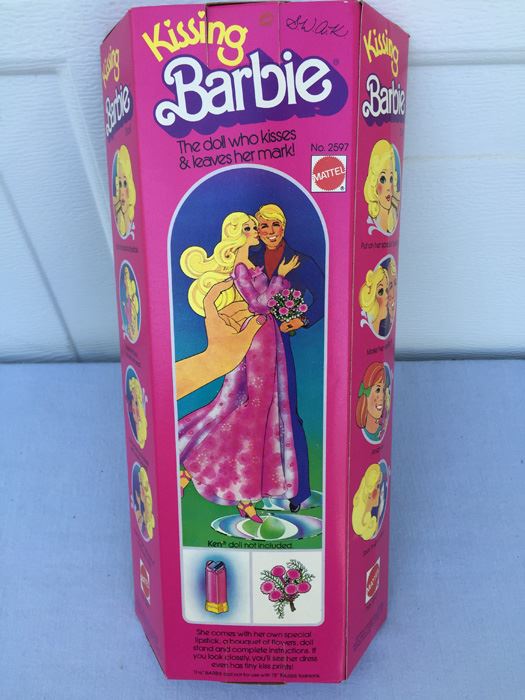 Kissing
Barbie
SWAK
The doll who kisses
& leaves her mark!
No. 2597
MATTEL
Ken® doll not included.
She comes with her own special
lipstick, a bouquet of flowers, doll
stand and complete instructions. If
you look closely, you'll see her dress
even has tiny kiss prints!
Kissing
Barbie
Kissing
Barbie